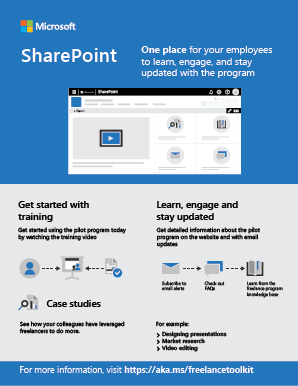 Microsoft
SharePoint
One place for your employees
to learn, engage, and stay
updated with the program
SharePoint
Get started with
training
Get started using the pilot program today
by watching the training video
Learn, engage and
stay updated
Get detailed information about the pilot
program on the website and with email
updates
Subscribe to
email alerts
Check out
FAQs
Learn from the
freelance program
knowledge base
Case studies
See how your colleagues have leveraged
freelancers to do more.
For example:
Designing presentations
Market research
Video editing
For more information, visit https://aka.ms/freelancetoolkit